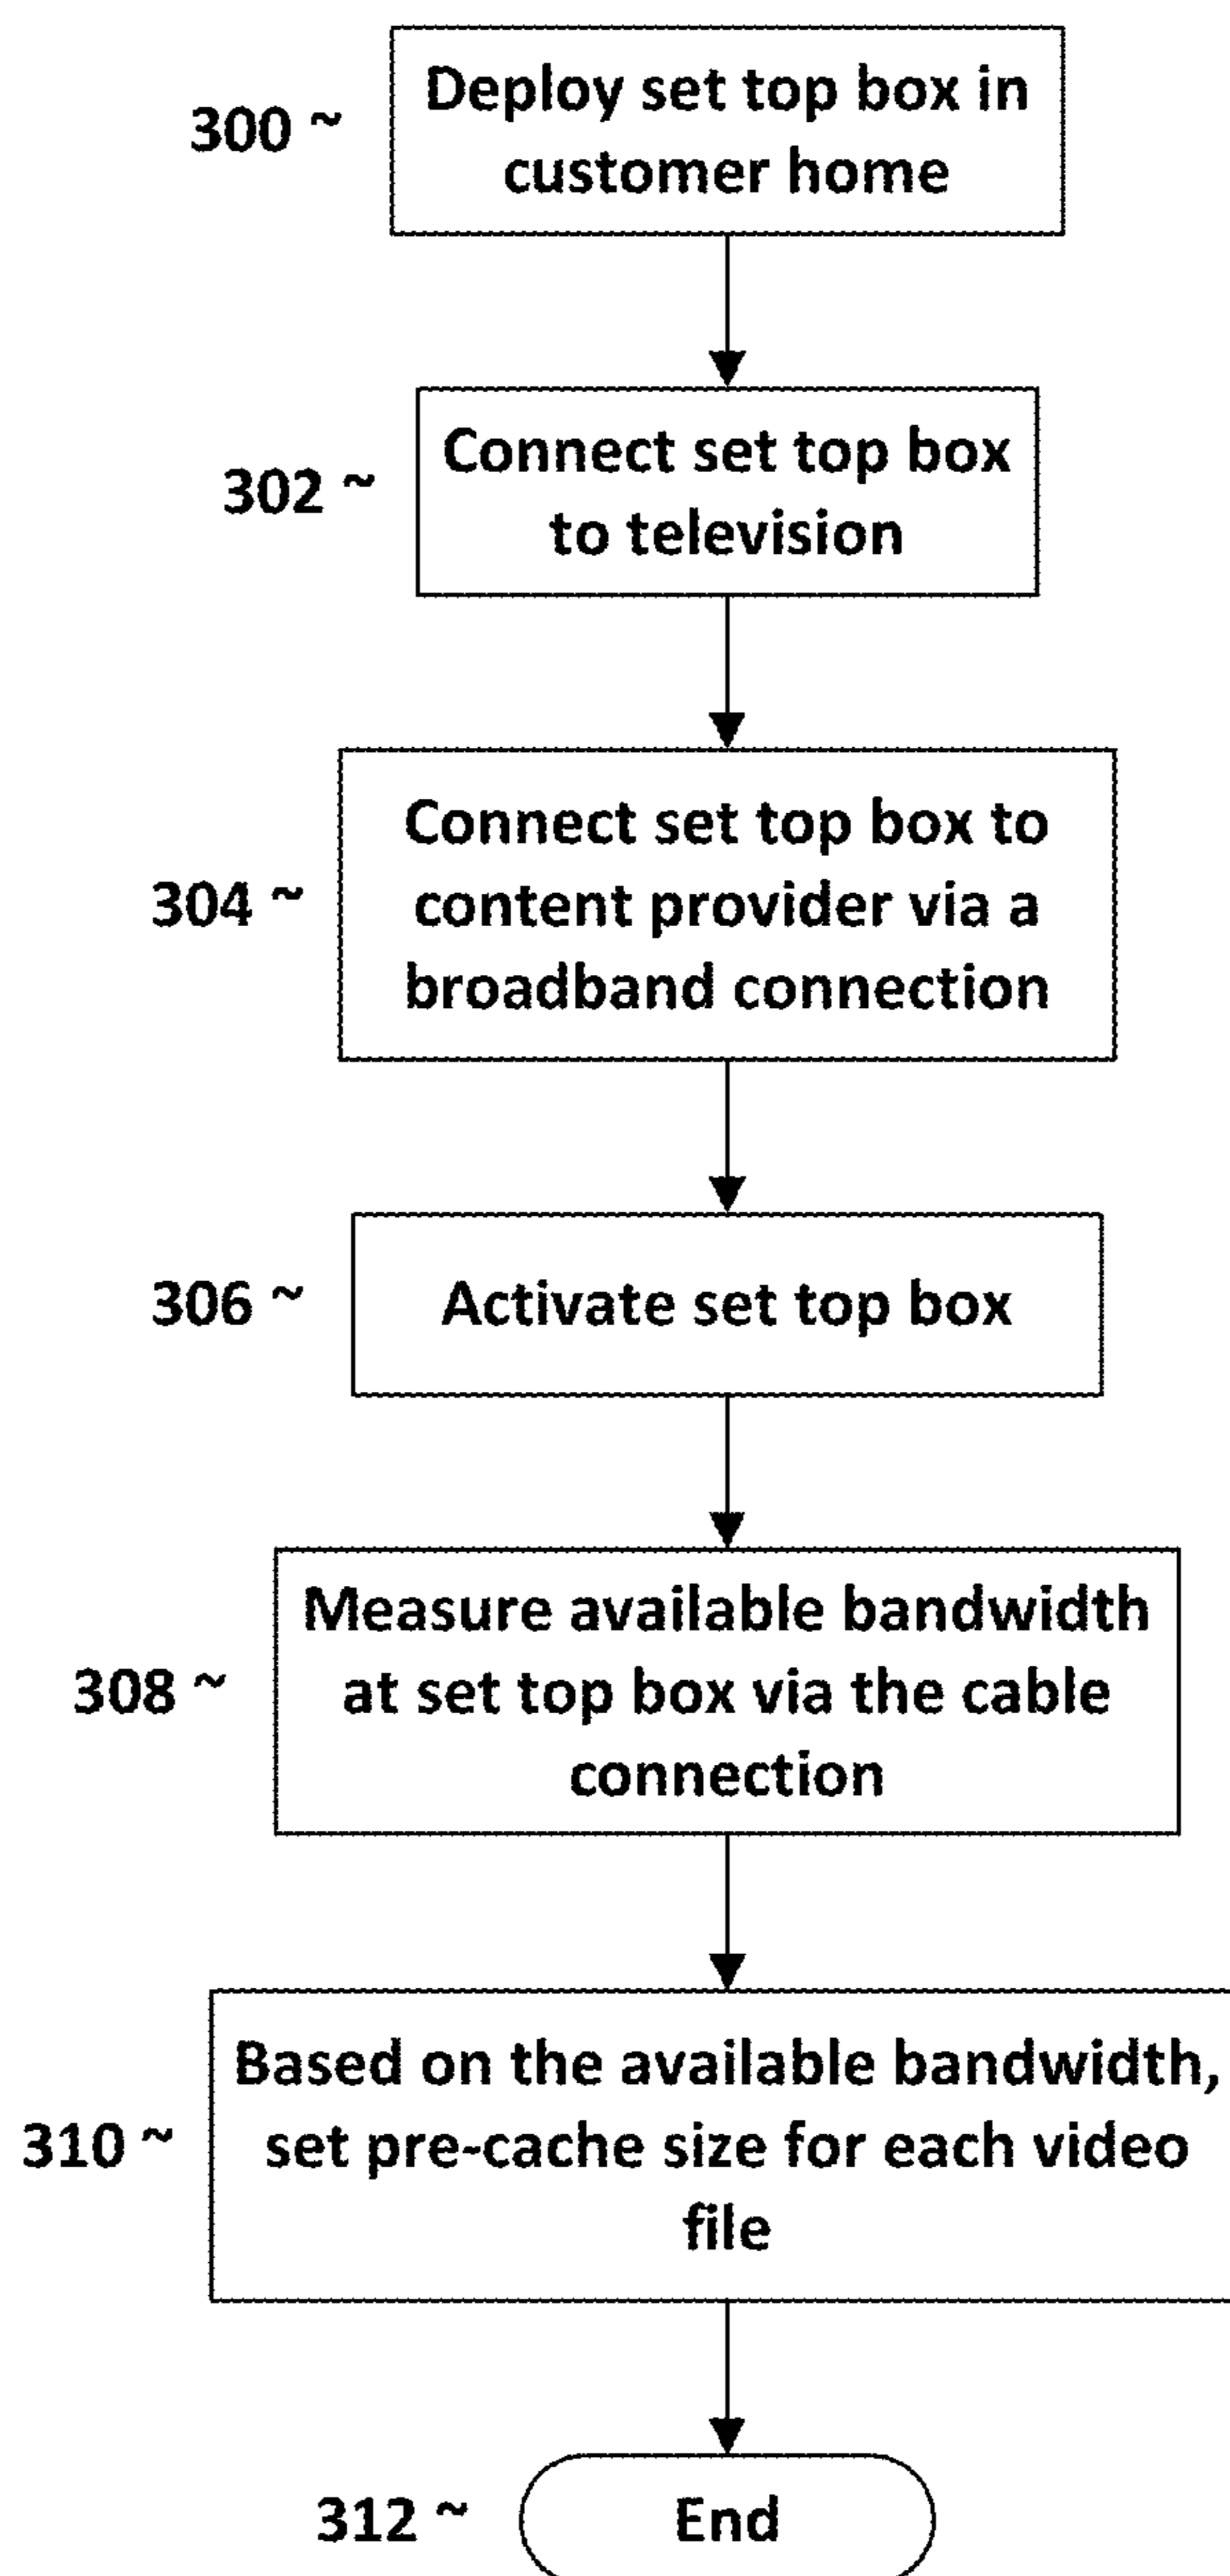 300 ~
Deploy set top box in
customer home
302 ~
Connect set top box
to television
304 ~
Connect set top box to
content provider via a
broadband connection
306 ~
Activate set top box
308 ~
Measure available bandwidth
at set top box via the cable
connection
310 ~
Based on the available bandwidth,
set pre-cache size for each video
file
312 ~
End